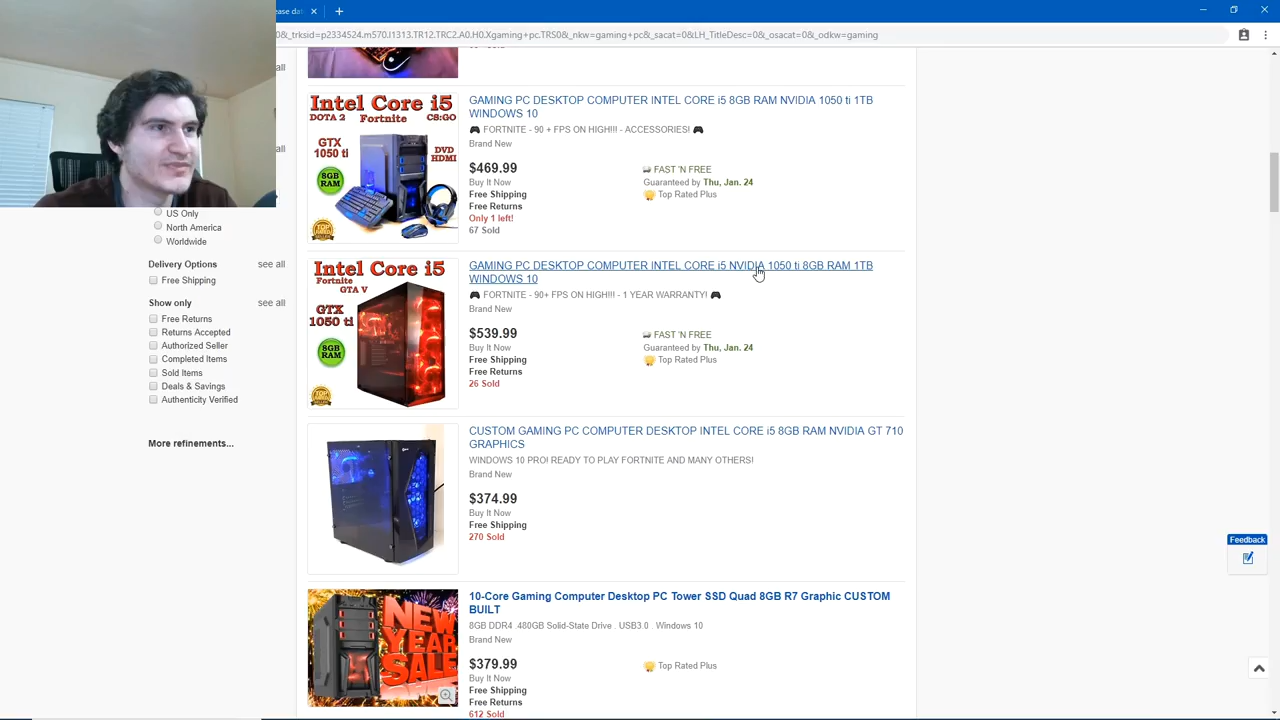 ease da × +
0&_trksid=p2334524.m570.l1313.TR12.TRC2.A0.H0.Xgaming+pc.TRS0&_nkw=gaming+pc&_sacat=0&LH_TitleDesc=0&_osacat=0&_odkw=gaming
all
all
US Only
North America
Worldwide
Delivery Options see all
Free Shipping
Show only see all
Free Returns
Returns Accepted
Authorized Seller
Completed Items
Sold Items
Deals & Savings
Authenticity Verified
More refinements...
Intel Core i5
DOTA 2 Fortnite CS:GO
GTX
1050 ti
DVD
HDMI
8GB
RAM
GAMING PC DESKTOP COMPUTER INTEL CORE i5 8GB RAM NVIDIA 1050 ti 1TB
WINDOWS 10
FORTNITE - 90 + FPS ON HIGH!!! - ACCESSORIES!
Brand New
$469.99
Buy It Now
Free Shipping
Free Returns
Only 1 left!
67 Sold
FAST 'N FREE
Guaranteed by Thu, Jan. 24
Top Rated Plus
Intel Core i5
Fortnite
GTA V
GTX
1050 ti
8GB
RAM
GAMING PC DESKTOP COMPUTER INTEL CORE i5 NVIDIA 1050 ti 8GB RAM 1TB
WINDOWS 10
FORTNITE - 90+ FPS ON HIGH!!! - 1 YEAR WARRANTY!
Brand New
$539.99
Buy It Now
Free Shipping
Free Returns
26 Sold
FAST 'N FREE
Guaranteed by Thu, Jan. 24
Top Rated Plus
CUSTOM GAMING PC COMPUTER DESKTOP INTEL CORE i5 8GB RAM NVIDIA GT 710
GRAPHICS
WINDOWS 10 PRO! READY TO PLAY FORTNITE AND MANY OTHERS!
Brand New
$374.99
Buy It Now
Free Shipping
270 Sold
NEW
YEAR
SALE
10-Core Gaming Computer Desktop PC Tower SSD Quad 8GB R7 Graphic CUSTOM
BUILT
8GB DDR4 .480GB Solid-State Drive . USB3.0 . Windows 10
Brand New
$379.99
Buy It Now
Free Shipping
Free Returns
612 Sold
Top Rated Plus
Feedback